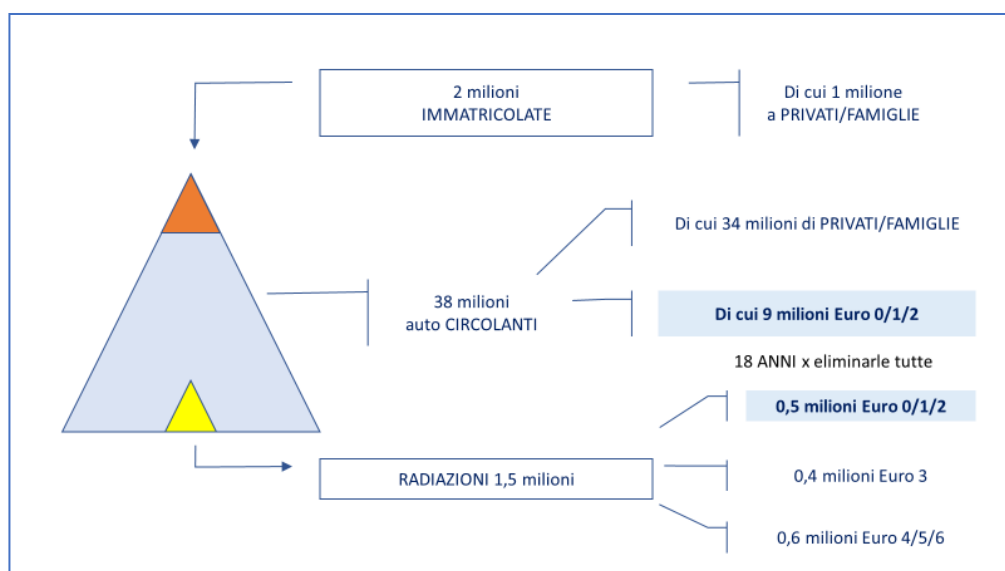 2 milioni
IMMATRICOLATE
Di cui 1 milione
a PRIVATI/FAMIGLIE
Di cui 34 milioni di PRIVATI/FAMIGLIE
38 milioni
auto CIRCOLANTI
Di cui 9 milioni Euro 0/1/2
18 ANNI x eliminarle tutte
0,5 milioni Euro 0/1/2
RADIAZIONI 1,5 milioni
0,4 milioni Euro 3
0,6 milioni Euro 4/5/6